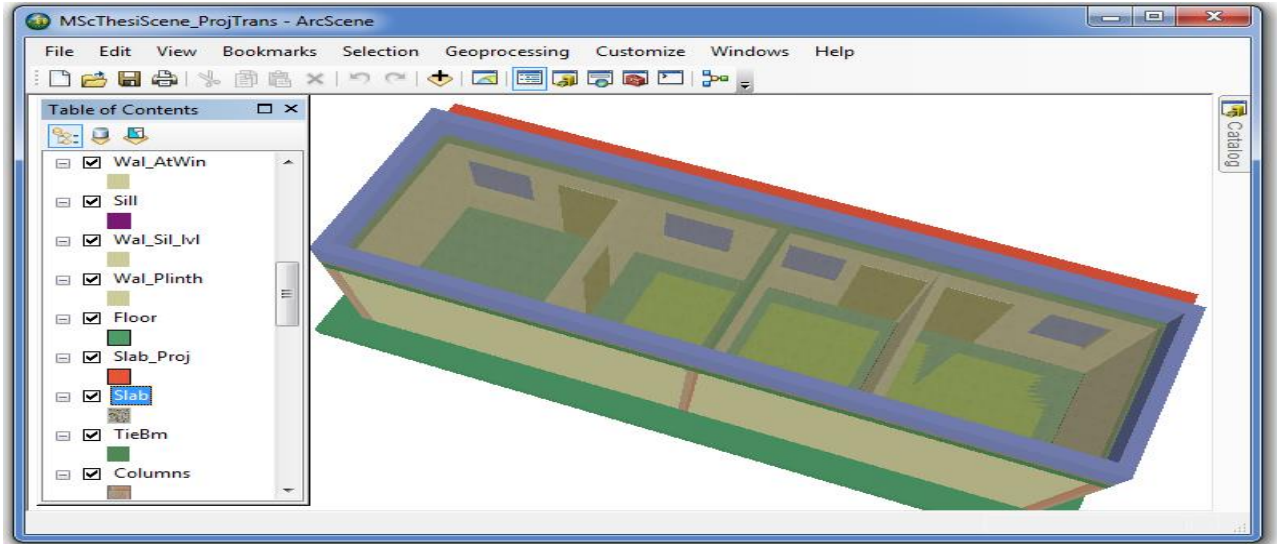 MScThesiScene_ProjTrans - ArcScene
File Edit View Bookmarks Selection Geoprocessing Customize Windows Help
Table of Contents
Catalog
Wal_AtWin
Sill
Wal_Sil_lvl
Wal_Plinth
Floor
Slab_Proj
Slab
TieBm
Columns